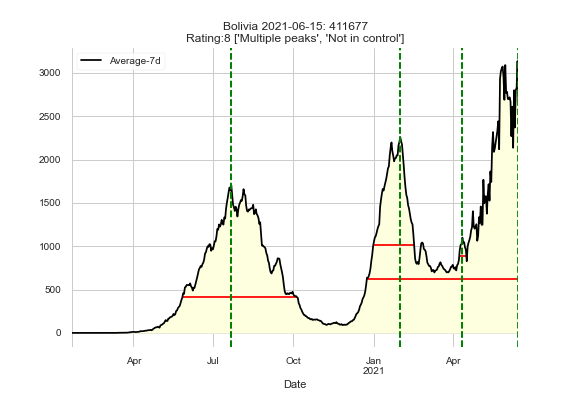 Bolivia 2021-06-15: 411677
Rating:8 ['Multiple peaks', 'Not in control']
Average-7d
3000
2500
2000
1500
1000
500
0
Apr
Jul
Oct
Jan
2021
Apr
Date